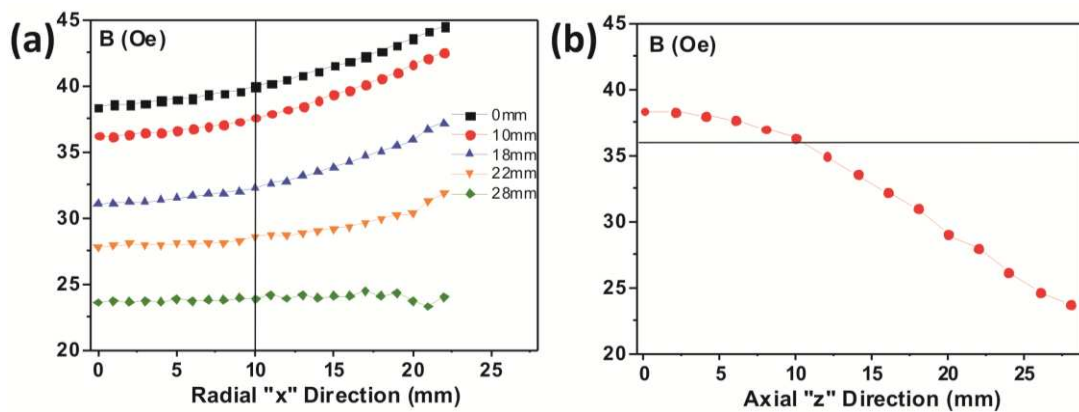 (a)
B (Oe)
45
40
35
30
25
20
0mm
10mm
18mm
22mm
28mm
0 5 10 15 20 25
Radial "x" Direction (mm)
(b)
B (Oe)
45
40
35
30
25
20
0 5 10 15 20 25
Axial "z" Direction (mm)